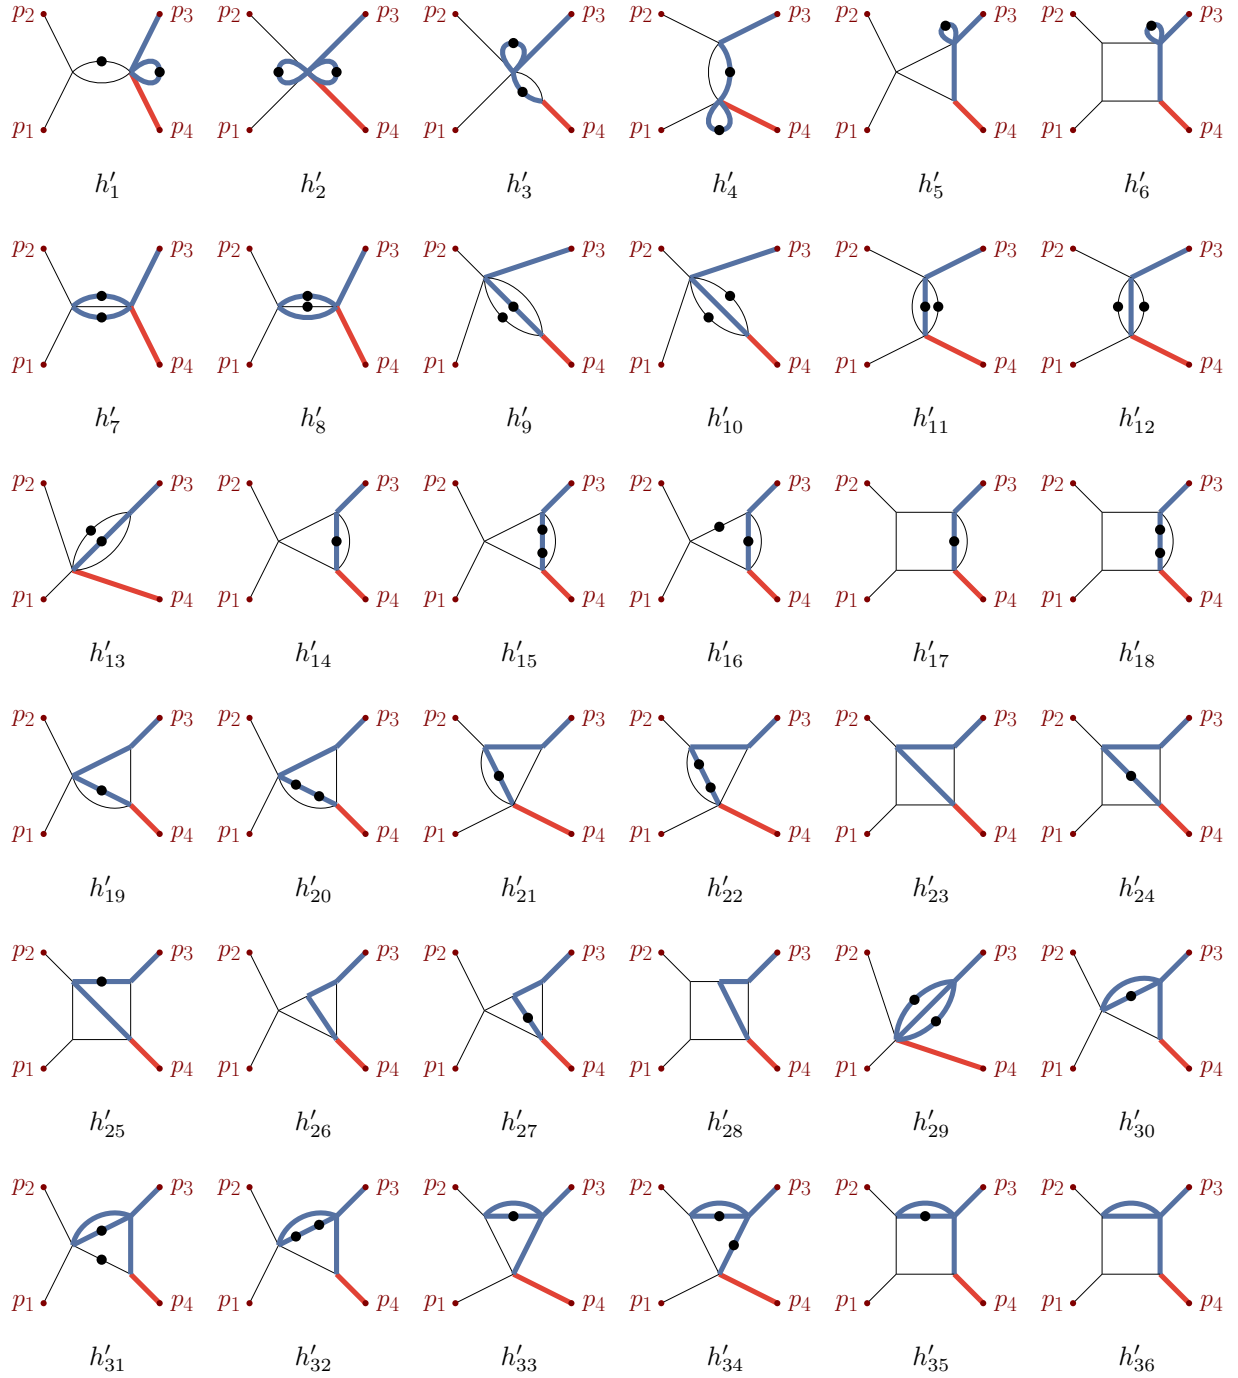 p₂ p₃ p₂ p₃ p₂ p₃ p₂ p₃ p₂ p₃ p₂ p₃
p₁ p₄ p₁ p₄ p₁ p₄ p₁ p₄ p₁ p₄ p₁ p₄
h′₁ h′₂ h′₃ h′₄ h′₅ h′₆
p₂ p₃ p₂ p₃ p₂ p₃ p₂ p₃ p₂ p₃ p₂ p₃
p₁ p₄ p₁ p₄ p₁ p₄ p₁ p₄ p₁ p₄ p₁ p₄
h′₇ h′₈ h′₉ h′₁₀ h′₁₁ h′₁₂
p₂ p₃ p₂ p₃ p₂ p₃ p₂ p₃ p₂ p₃ p₂ p₃
p₁ p₄ p₁ p₄ p₁ p₄ p₁ p₄ p₁ p₄ p₁ p₄
h′₁₃ h′₁₄ h′₁₅ h′₁₆ h′₁₇ h′₁₈
p₂ p₃ p₂ p₃ p₂ p₃ p₂ p₃ p₂ p₃ p₂ p₃
p₁ p₄ p₁ p₄ p₁ p₄ p₁ p₄ p₁ p₄ p₁ p₄
h′₁₉ h′₂₀ h′₂₁ h′₂₂ h′₂₃ h′₂₄
p₂ p₃ p₂ p₃ p₂ p₃ p₂ p₃ p₂ p₃ p₂ p₃
p₁ p₄ p₁ p₄ p₁ p₄ p₁ p₄ p₁ p₄ p₁ p₄
h′₂₅ h′₂₆ h′₂₇ h′₂₈ h′₂₉ h′₃₀
p₂ p₃ p₂ p₃ p₂ p₃ p₂ p₃ p₂ p₃ p₂ p₃
p₁ p₄ p₁ p₄ p₁ p₄ p₁ p₄ p₁ p₄ p₁ p₄
h′₃₁ h′₃₂ h′₃₃ h′₃₄ h′₃₅ h′₃₆